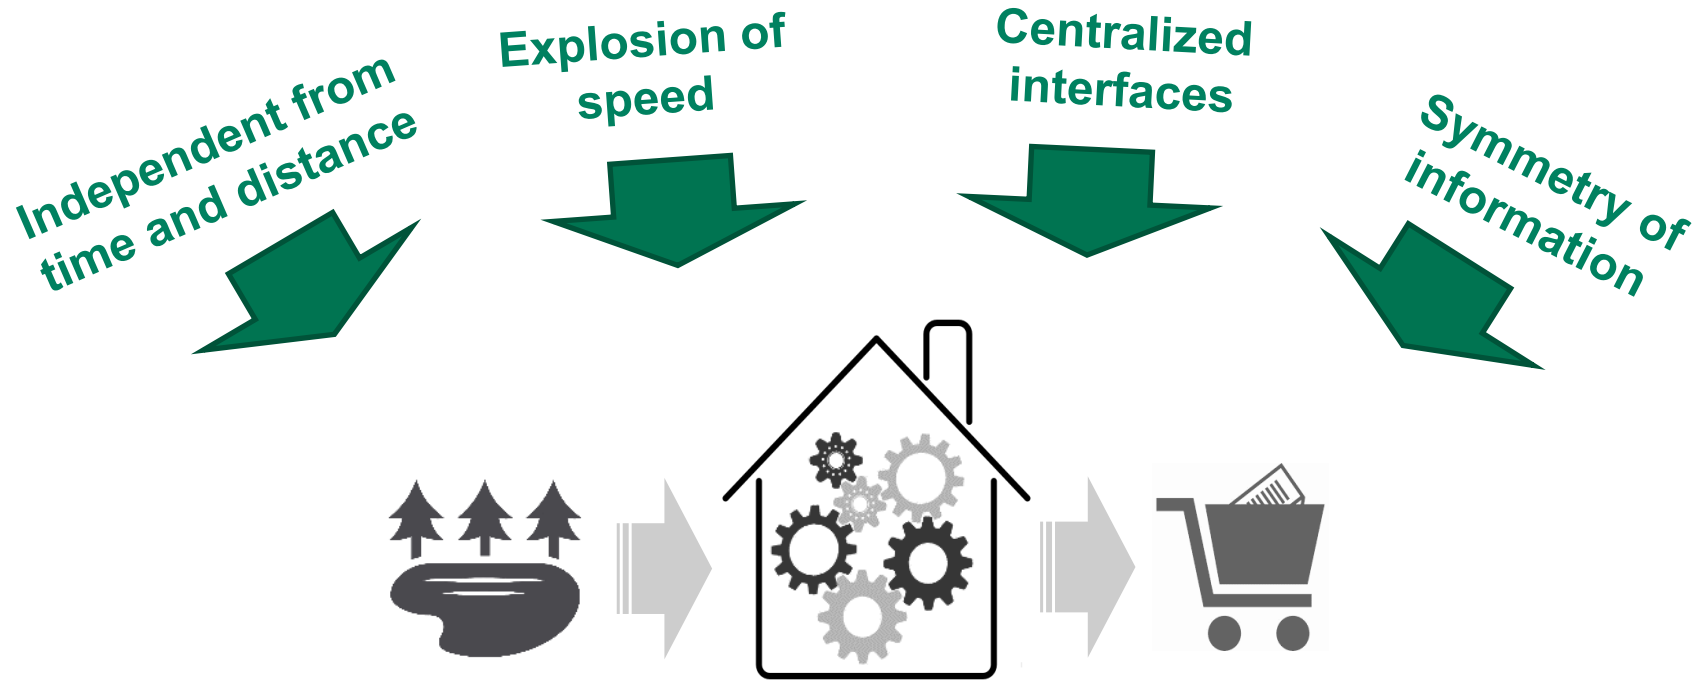 Independent from
time and distance
Explosion of
speed
Centralized
interfaces
Symmetry of
information